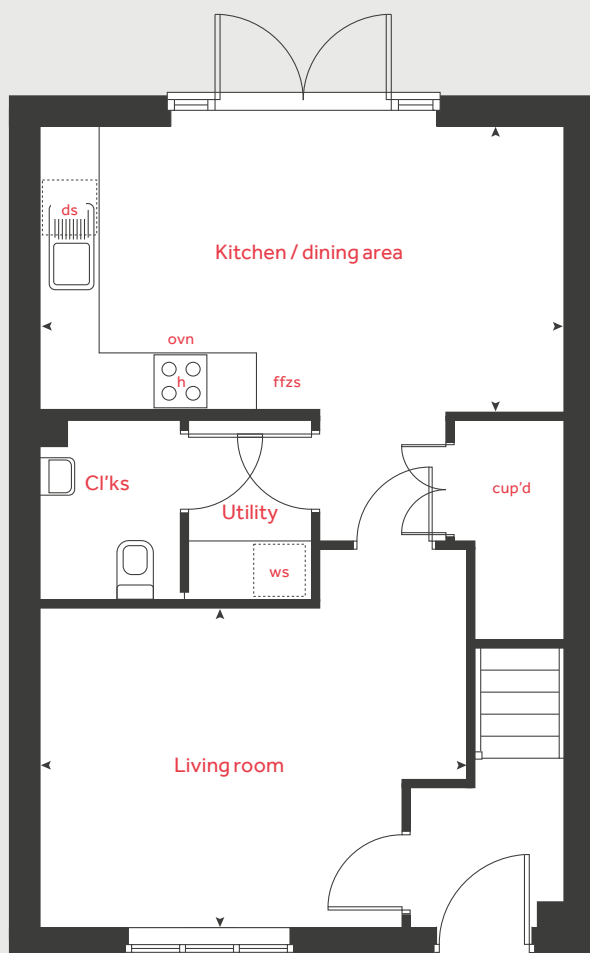 ds
Kitchen / dining area
ovn
h
ffzs
Cl'ks
Utility
cup'd
ws
Living room